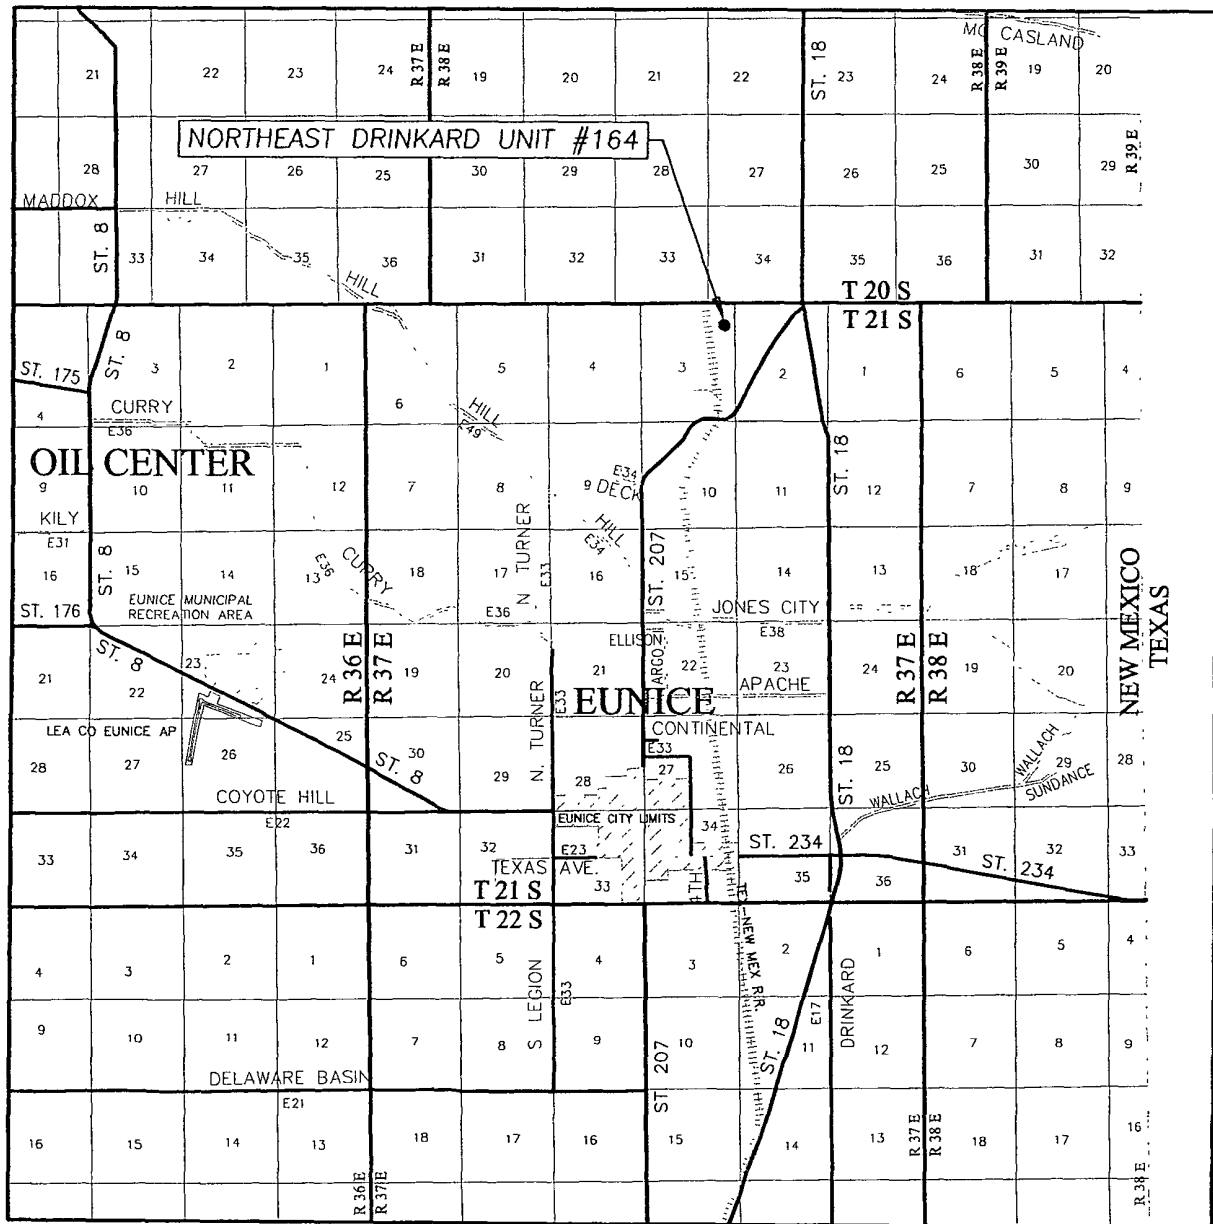 MC CASLAND
21 22 23 24 R 37 E R 38 E 19 20 21 22 ST. 18 23 24 R 38 E R 39 E 19 20
NORTHEAST DRINKARD UNIT #164
28 27 26 25 30 29 28 27 26 25 30 29 R 39 E
MADDOX HILL
ST. 8 33 34 35 36 31 32 33 34 35 36 31 32
HILL
T 20 S
T 21 S
ST. 175 ST. 8 3 2 1 5 4 3 2 1 6 5 4
4 CURRY 6 HILL
E36 E49
OIL CENTER
ST. 18
E34
9 10 11 12 7 8 9 DECK 10 11 12 7 8 9
KILY HILL
E31 E34
N TURNER
ST. 207
NEW MEXICO
TEXAS
16 ST. 8 15 14 13 E36 CURRY 18 17 E33 16 15 14 13 18 17
EUNICE MUNICIPAL
RECREATION AREA
ST. 176 E36 JONES CITY
E38
ELLISON
ST. 8
R 36 E R 37 E
R 37 E R 38 E
21 22 23 24 19 20 21 22 23 24 19 20
ARGO
APACHE
EUNICE
N. TURNER E33
CONTINENTAL
LEA CO EUNICE AP
28 27 26 25 30 29 28 27 26 25 30 29 28
ST. 8 E33 ST. 18 WALLACH
WALLACH SUNDANCE
COYOTE HILL
E22
EUNICE CITY LIMITS
33 34 35 36 31 32 33 34 35 36 31 32 33
E23
TEXAS AVE.
ST. 234 ST. 234
4TH
T 21 S
T 22 S
-NEW MEX R.R.
4 3 2 1 6 5 4 3 2 1 6 5 4
S LEGION E33
E17 DRINKARD
9 10 11 12 7 8 9 10 11 12 7 8 9
ST. 207
ST. 18
DELAWARE BASIN
E21
16 15 14 13 18 17 16 15 14 13 18 17 16
R 36 E R 37 E
R 37 E R 38 E
R 38 E